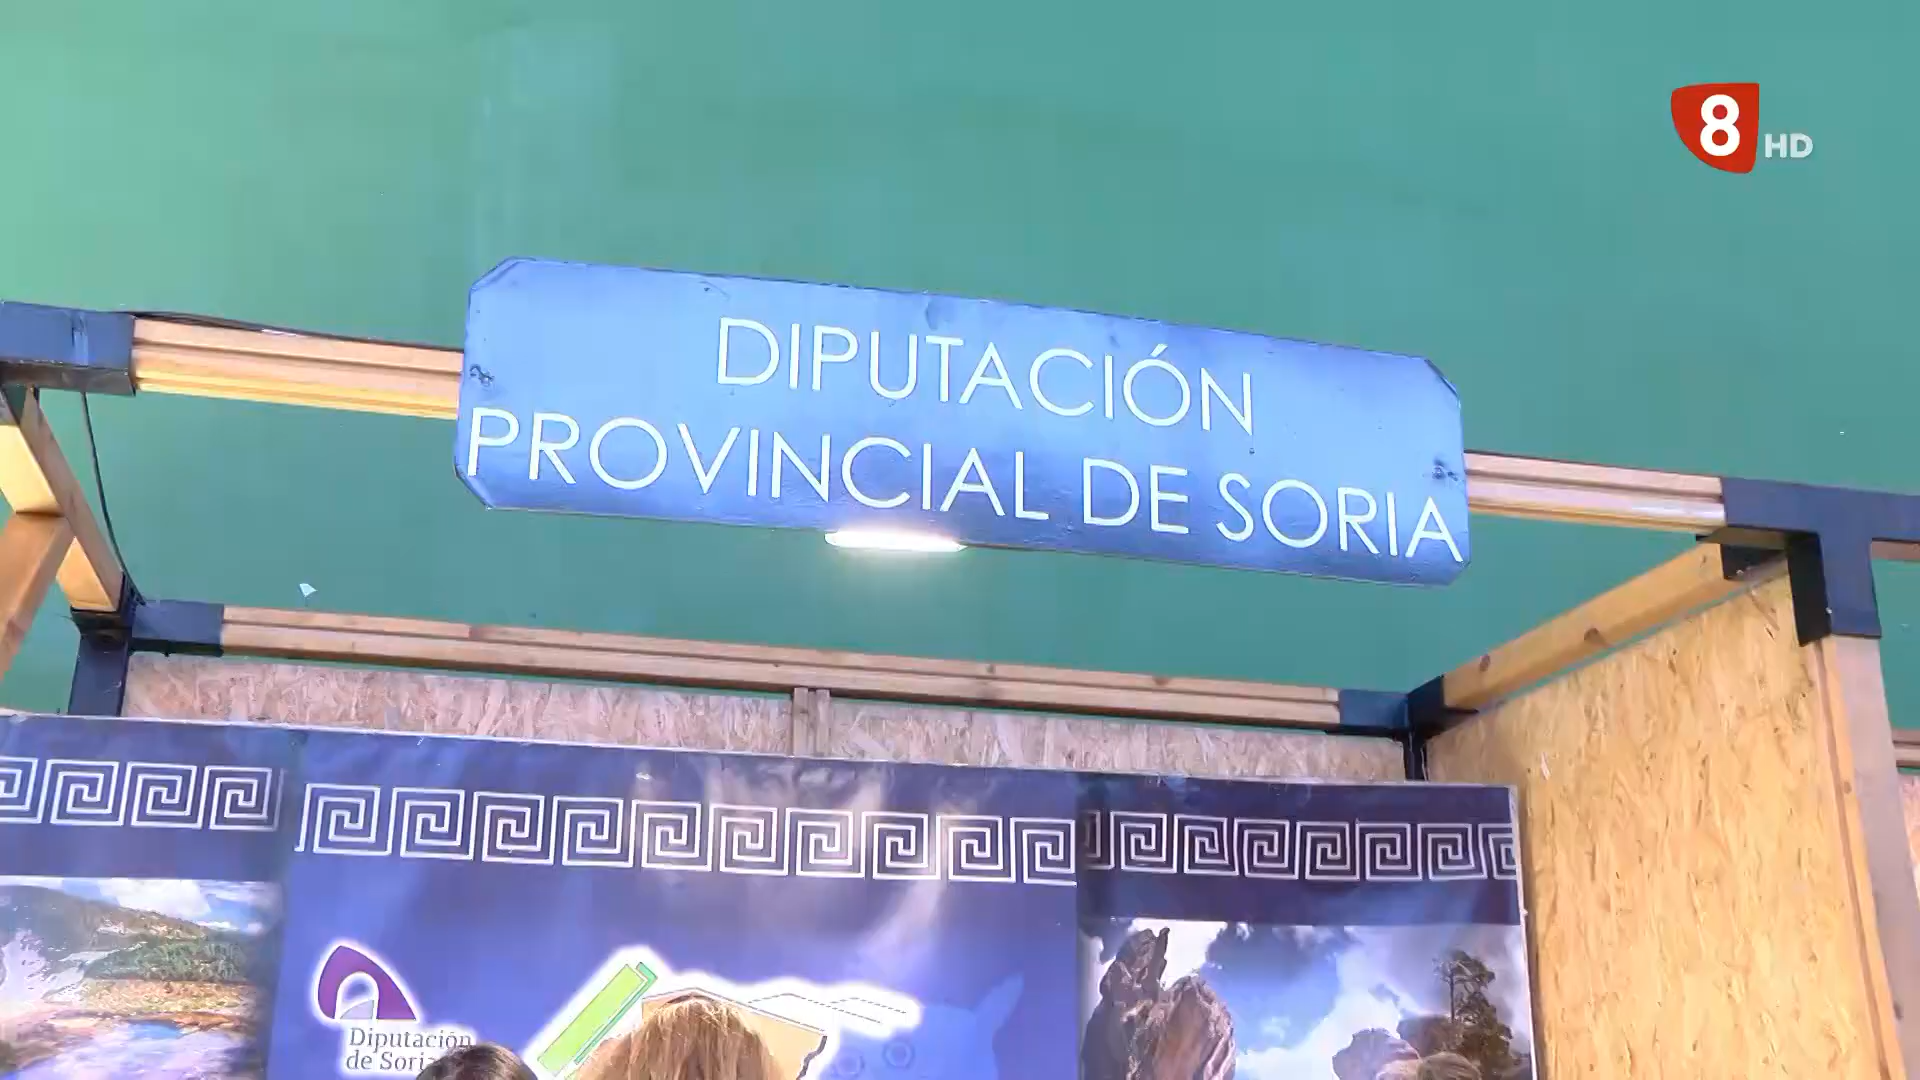 8 HD
DIPUTACIÓN
PROVINCIAL DE SORIA
Diputación
de Soria